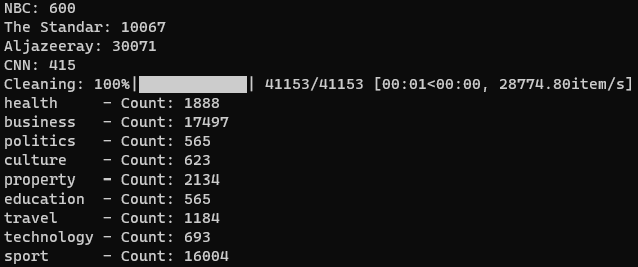 NBC: 600
The Standar: 10067
Aljazeeray: 30071
CNN: 415
Cleaning: 100%|██████████| 41153/41153 [00:01<00:00, 28774.80item/s]
health     - Count: 1888
business   - Count: 17497
politics   - Count: 565
culture    - Count: 623
property   - Count: 2134
education  - Count: 565
travel     - Count: 1184
technology - Count: 693
sport      - Count: 16004